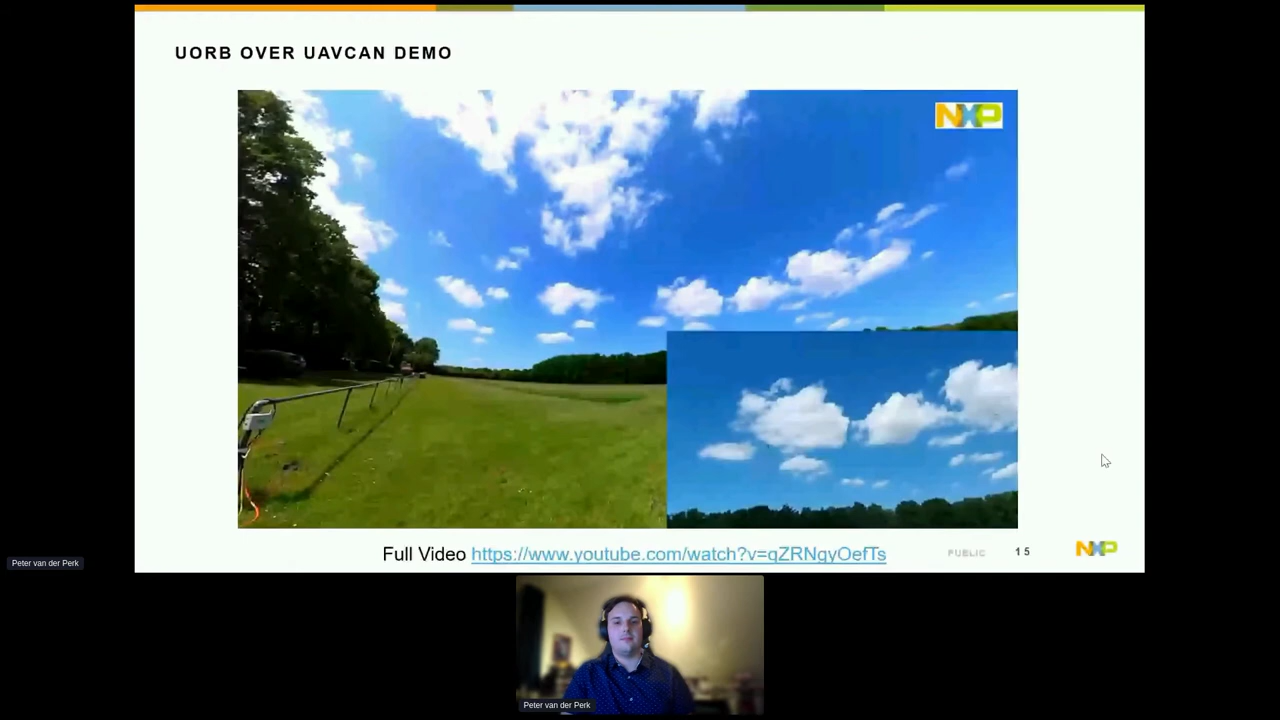 UORB OVER UAVCAN DEMO
NXP
Full Video https://www.youtube.com/watch?v=qZRNqyOefTs
PUBLIC
15
NXP
Peter van der Perk
Peter van der Perk